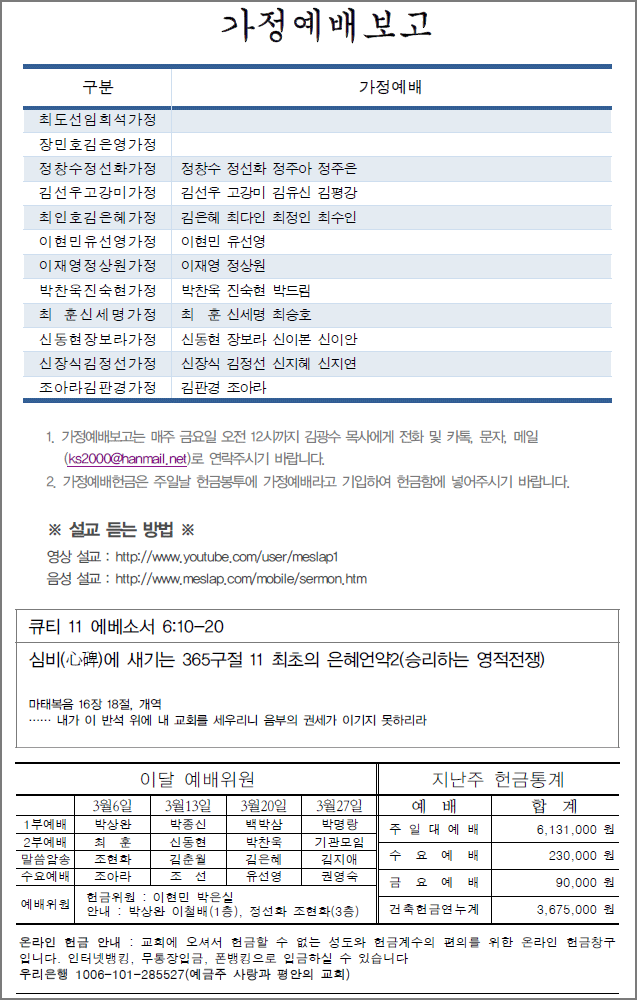 가정예배보고
구분 가정예배
최도선임희석가정
장민호김은영가정
정창수정선화가정 정창수 정선화 정주아 정주은
김선우고강미가정 김선우 고강미 김유신 김평강
최인호김은혜가정 김은혜 최다인 최정인 최수인
이현민유선영가정 이현민 유선영
이재영정상원가정 이재영 정상원
박찬욱진숙현가정 박찬욱 진숙현 박드림
최 훈신세명가정 최 훈 신세명 최승호
신동현장보라가정 신동현 장보라 신이본 신이안
신장식김정선가정 신장식 김정선 신지혜 신지연
조아라김판경가정 김판경 조아라
1. 가정예배보고는 매주 금요일 오전 12시까지 김광수 목사에게 전화 및 카톡, 문자, 메일
(ks2000@hanmail.net)로 연락주시기 바랍니다.
2. 가정예배헌금은 주일날 헌금봉투에 가정예배라고 기입하여 헌금함에 넣어주시기 바랍니다.
※ 설교 듣는 방법 ※
영상 설교 : http://www.youtube.com/user/meslap1
음성 설교 : http://www.meslap.com/mobile/sermon.htm
큐티 11 에베소서 6:10-20
심비(心碑)에 새기는 365구절 11 최초의 은혜언약2(승리하는 영적전쟁)
마태복음 16장 18절, 개역
…… 내가 이 반석 위에 내 교회를 세우리니 음부의 권세가 이기지 못하리라
이달 예배위원
3월6일 3월13일 3월20일 3월27일
1부예배 박상완 박종신 백박삼 박명랑
2부예배 최 훈 신동현 박찬욱 기관모임
말씀암송 조현화 김춘월 김은혜 김지애
수요예배 조아라 조 선 유선영 권영숙
예배위원 헌금위원 : 이현민 박은실
안내 : 박상완 이철배(1층), 정선화 조현화(3층)
지난주 헌금통계
예 배 합 계
주 일 대 예 배 6,131,000 원
수 요 예 배 230,000 원
금 요 예 배 90,000 원
건축헌금연누계 3,675,000 원
온라인 헌금 안내 : 교회에 오셔서 헌금할 수 없는 성도와 헌금계수의 편의를 위한 온라인 헌금창구
입니다. 인터넷뱅킹, 무통장입금, 폰뱅킹으로 입금하실 수 있습니다
우리은행 1006-101-285527(예금주 사랑과 평안의 교회)